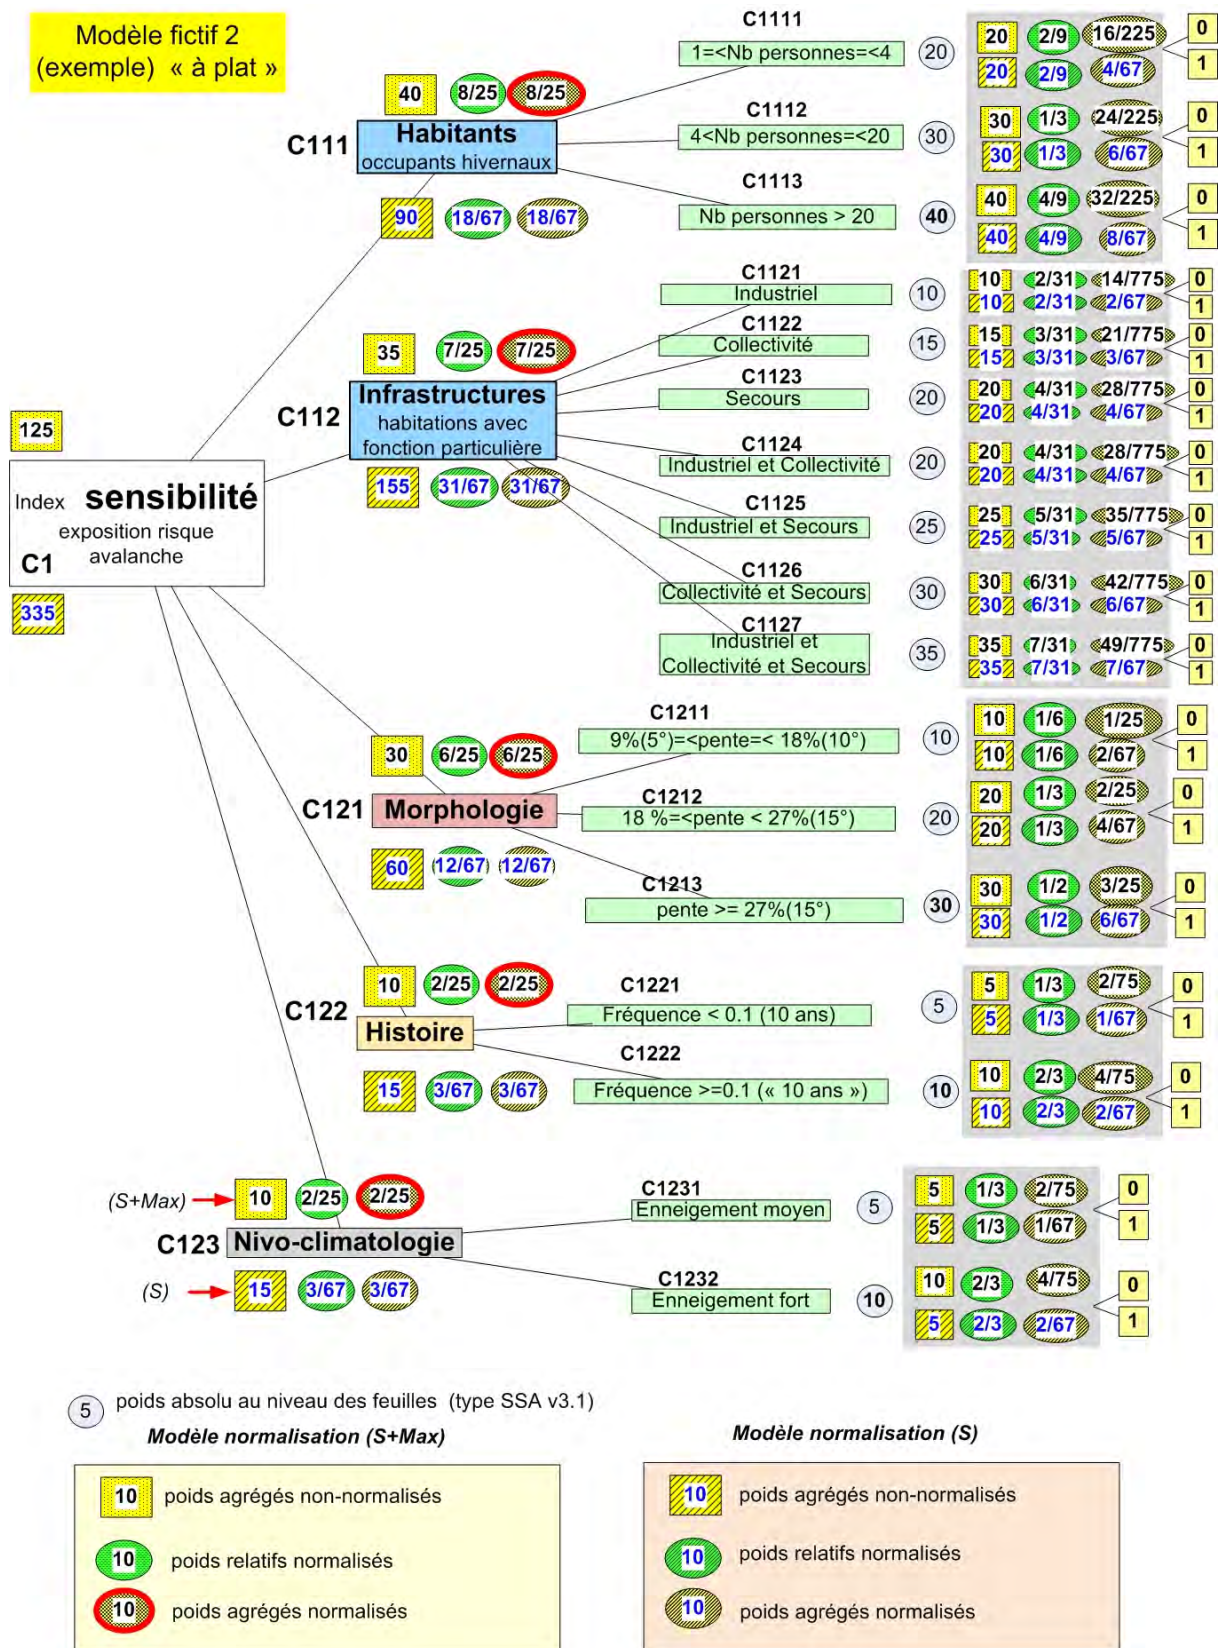 Modèle fictif 2
(exemple) « à plat »
C1111
1=<Nb personnes=<4
20
20 2/9 16/225 0
20 2/9 4/67 1
40 8/25 8/25
C111 Habitants
occupants hivernaux
90 18/67 18/67
C1112
4<Nb personnes=<20
30
30 1/3 24/225 0
30 1/3 6/67 1
C1113
Nb personnes > 20
40
40 4/9 32/225 0
40 4/9 8/67 1
C1121
Industriel
10
10 2/31 14/775 0
10 2/31 2/67 1
C1122
Collectivité
15
15 3/31 21/775 0
15 3/31 3/67 1
35 7/25 7/25
C112 Infrastructures
habitations avec
fonction particulière
155 31/67 31/67
C1123
Secours
20
20 4/31 28/775 0
20 4/31 4/67 1
C1124
Industriel et Collectivité
20
20 4/31 28/775 0
20 4/31 4/67 1
125
Index sensibilité
exposition risque
avalanche
C1
335
C1125
Industriel et Secours
25
25 5/31 35/775 0
25 5/31 5/67 1
C1126
Collectivité et Secours
30
30 6/31 42/775 0
30 6/31 6/67 1
C1127
Industriel et
Collectivité et Secours
35
35 7/31 49/775 0
35 7/31 7/67 1
C1211
9%(5°)=<pente=< 18%(10°)
10
10 1/6 1/25 0
10 1/6 2/67 1
30 6/25 6/25
C121 Morphologie
60 12/67 12/67
C1212
18 %=<pente < 27%(15°)
20
20 1/3 2/25 0
20 1/3 4/67 1
C1213
pente >= 27%(15°)
30
30 1/2 3/25 0
30 1/2 6/67 1
10 2/25 2/25
C122 Histoire
15 3/67 3/67
C1221
Fréquence < 0.1 (10 ans)
5
5 1/3 2/75 0
5 1/3 1/67 1
C1222
Fréquence >=0.1 (« 10 ans »)
10
10 2/3 4/75 0
10 2/3 2/67 1
(S+Max) 10 2/25 2/25
C123 Nivo-climatologie
(S) 15 3/67 3/67
C1231
Enneigement moyen
5
5 1/3 2/75 0
5 1/3 1/67 1
C1232
Enneigement fort
10
10 2/3 4/75 0
5 2/3 2/67 1
5 poids absolu au niveau des feuilles (type SSA v3.1)
Modèle normalisation (S+Max)
10 poids agrégés non-normalisés
10 poids relatifs normalisés
10 poids agrégés normalisés
Modèle normalisation (S)
10 poids agrégés non-normalisés
10 poids relatifs normalisés
10 poids agrégés normalisés